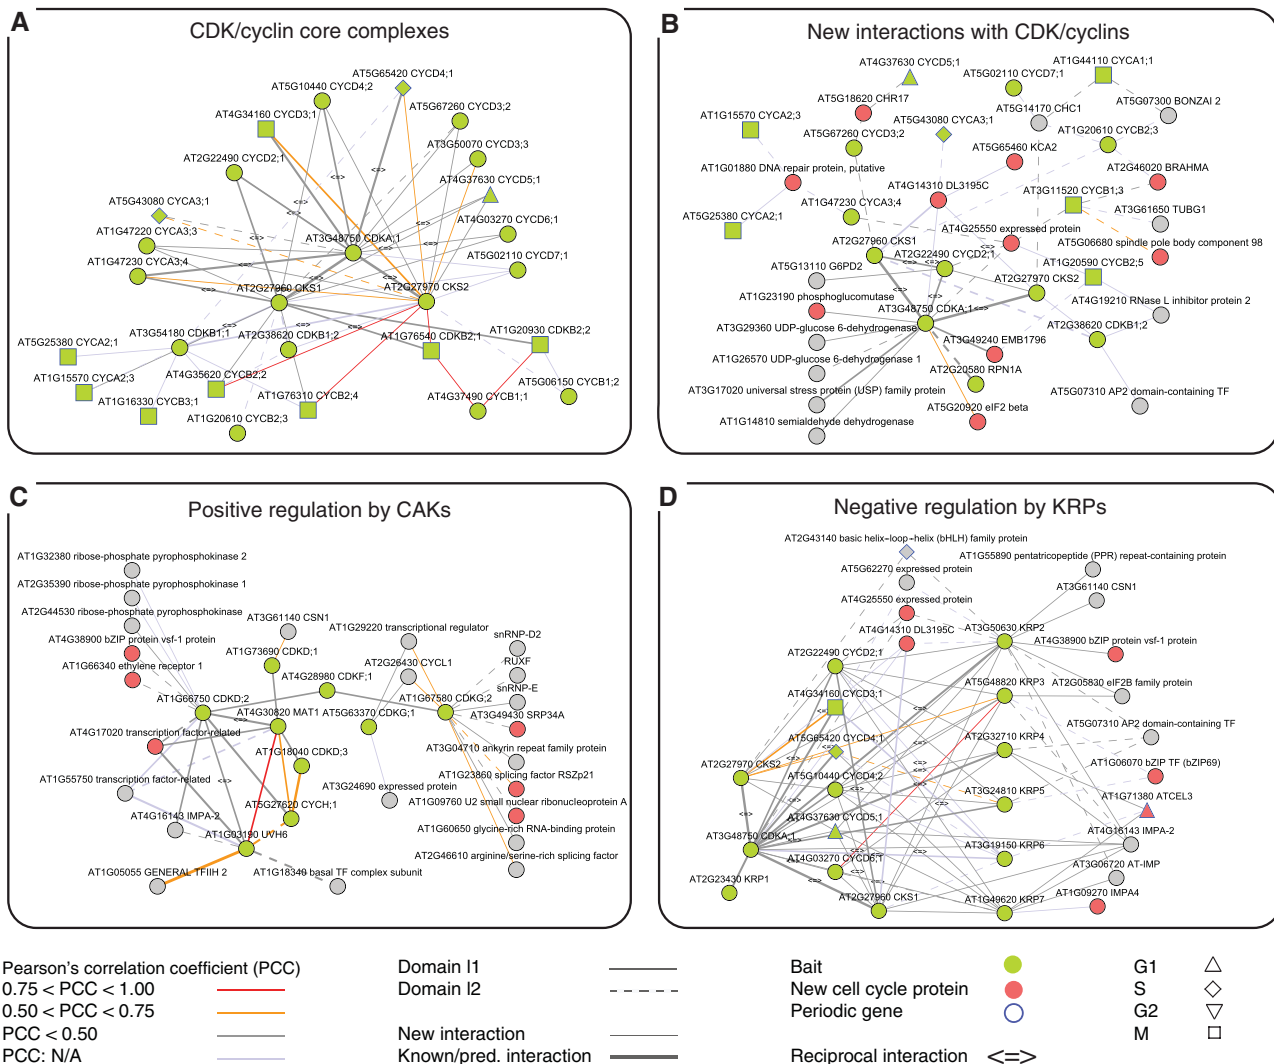 A
CDK/cyclin core complexes
AT5G65420 CYCD4;1
AT5G10440 CYCD4;2
AT5G67260 CYCD3;2
AT4G34160 CYCD3;1
AT3G50070 CYCD3;3
AT2G22490 CYCD2;1
AT4G37630 CYCD5;1
AT5G43080 CYCA3;1
AT4G03270 CYCD6;1
AT1G47220 CYCA3;3
AT3G48750 CDKA;1
AT5G02110 CYCD7;1
AT1G47230 CYCA3;4
AT2G27960 CKS1
AT2G27970 CKS2
AT3G54180 CDKB1;1
AT2G38620 CDKB1;2
AT1G76540 CDKB2;1
AT1G20930 CDKB2;2
AT5G25380 CYCA2;1
AT1G15570 CYCA2;3
AT4G35620 CYCB2;2
AT1G76310 CYCB2;4
AT5G06150 CYCB1;2
AT1G16330 CYCB3;1
AT4G37490 CYCB1;1
AT1G20610 CYCB2;3
B
New interactions with CDK/cyclins
AT4G37630 CYCD5;1
AT1G44110 CYCA1;1
AT5G02110 CYCD7;1
AT5G18620 CHR17
AT5G14170 CHC1
AT5G07300 BONZAI 2
AT1G15570 CYCA2;3
AT5G43080 CYCA3;1
AT5G67260 CYCD3;2
AT1G20610 CYCB2;3
AT5G65460 KCA2
AT1G01880 DNA repair protein, putative
AT2G46020 BRAHMA
AT4G14310 DL3195C
AT3G11520 CYCB1;3
AT5G25380 CYCA2;1
AT1G47230 CYCA3;4
AT3G61650 TUBG1
AT4G25550 expressed protein
AT2G27960 CKS1
AT5G06680 spindle pole body component 98
AT2G22490 CYCD2;1
AT5G13110 G6PD2
AT1G20590 CYCB2;5
AT2G27970 CKS2
AT1G23190 phosphoglucomutase
AT4G19210 RNase L inhibitor protein 2
AT3G48750 CDKA;1
AT3G29360 UDP-glucose 6-dehydrogenase
AT2G38620 CDKB1;2
AT3G49240 EMB1796
AT1G26570 UDP-glucose 6-dehydrogenase 1
AT2G20580 RPN1A
AT3G17020 universal stress protein (USP) family protein
AT5G07310 AP2 domain-containing TF
AT5G20920 eIF2 beta
AT1G14810 semialdehyde dehydrogenase
C
Positive regulation by CAKs
AT1G32380 ribose-phosphate pyrophosphokinase 2
AT2G35390 ribose-phosphate pyrophosphokinase 1
AT2G44530 ribose-phosphate pyrophosphokinase
AT3G61140 CSN1
AT1G29220 transcriptional regulator
AT4G38900 bZIP protein vsf-1 protein
snRNP-D2
AT1G73690 CDKD;1
AT1G66340 ethylene receptor 1
AT2G26430 CYCL1
RUXF
AT4G28980 CDKF;1
snRNP-E
AT1G66750 CDKD;2
AT1G67580 CDKG;2
AT4G30820 MAT1
AT5G63370 CDKG;1
AT3G49430 SRP34A
AT4G17020 transcription factor-related
AT1G18040 CDKD;3
AT3G04710 ankyrin repeat family protein
AT1G55750 transcription factor-related
AT3G24690 expressed protein
AT1G23860 splicing factor RSZp21
AT5G27620 CYCH;1
AT1G09760 U2 small nuclear ribonucleoprotein A
AT4G16143 IMPA-2
AT1G03190 UVH6
AT1G60650 glycine-rich RNA-binding protein
AT2G46610 arginine/serine-rich splicing factor
AT1G05055 GENERAL TFIIH 2
AT1G18340 basal TF complex subunit
D
Negative regulation by KRPs
AT2G43140 basic helix-loop-helix (bHLH) family protein
AT1G55890 pentatricopeptide (PPR) repeat-containing protein
AT5G62270 expressed protein
AT3G61140 CSN1
AT4G25550 expressed protein
AT4G14310 DL3195C
AT3G50630 KRP2
AT4G38900 bZIP protein vsf-1 protein
AT2G22490 CYCD2;1
AT5G48820 KRP3
AT2G05830 eIF2B family protein
AT4G34160 CYCD3;1
AT5G07310 AP2 domain-containing TF
AT5G65420 CYCD4;1
AT2G32710 KRP4
AT2G27970 CKS2
AT1G06070 bZIP TF (bZIP69)
AT5G10440 CYCD4;2
AT3G24810 KRP5
AT1G71380 ATCEL3
AT4G37630 CYCD5;1
AT4G16143 IMPA-2
AT3G48750 CDKA;1
AT3G19150 KRP6
AT4G03270 CYCD6;1
AT3G06720 AT-IMP
AT2G23430 KRP1
AT1G09270 IMPA4
AT2G27960 CKS1
AT1G49620 KRP7
Pearson's correlation coefficient (PCC)
0.75 < PCC < 1.00
0.50 < PCC < 0.75
PCC < 0.50
PCC: N/A
Domain I1
Domain I2
New interaction
Known/pred. interaction
Bait
New cell cycle protein
Periodic gene
Reciprocal interaction <=>
G1
S
G2
M